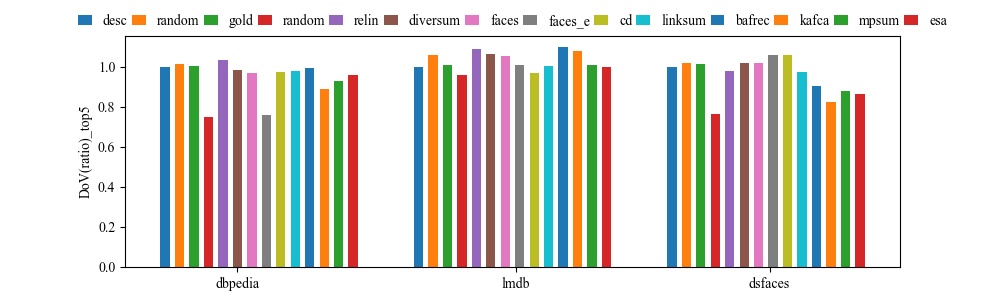 desc random gold random relin diversum faces faces_e cd linksum bafrec kafca mpsum esa
1.0
0.8
0.6
0.4
0.2
0.0
DoV(ratio)_top5
dbpedia lmdb dsfaces